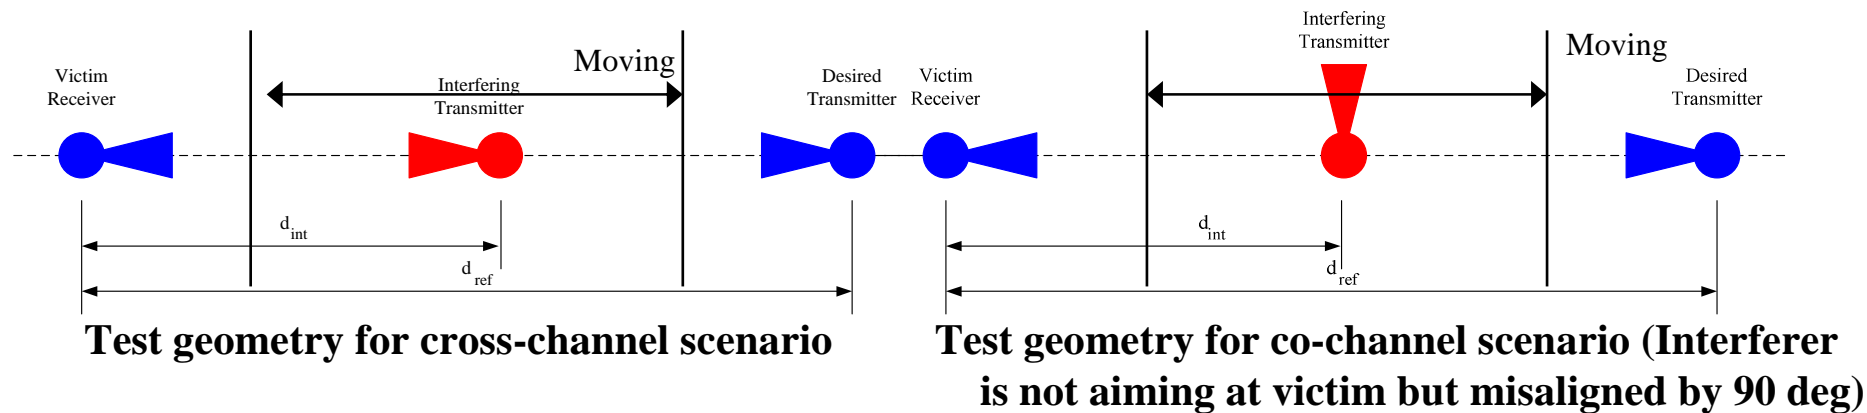 Victim
Receiver
Interfering
Transmitter
Moving
Desired
Transmitter
d int
d ref
Test geometry for cross-channel scenario
Victim
Receiver
Interfering
Transmitter
Moving
Desired
Transmitter
d int
d ref
Test geometry for co-channel scenario (Interferer
is not aiming at victim but misaligned by 90 deg)